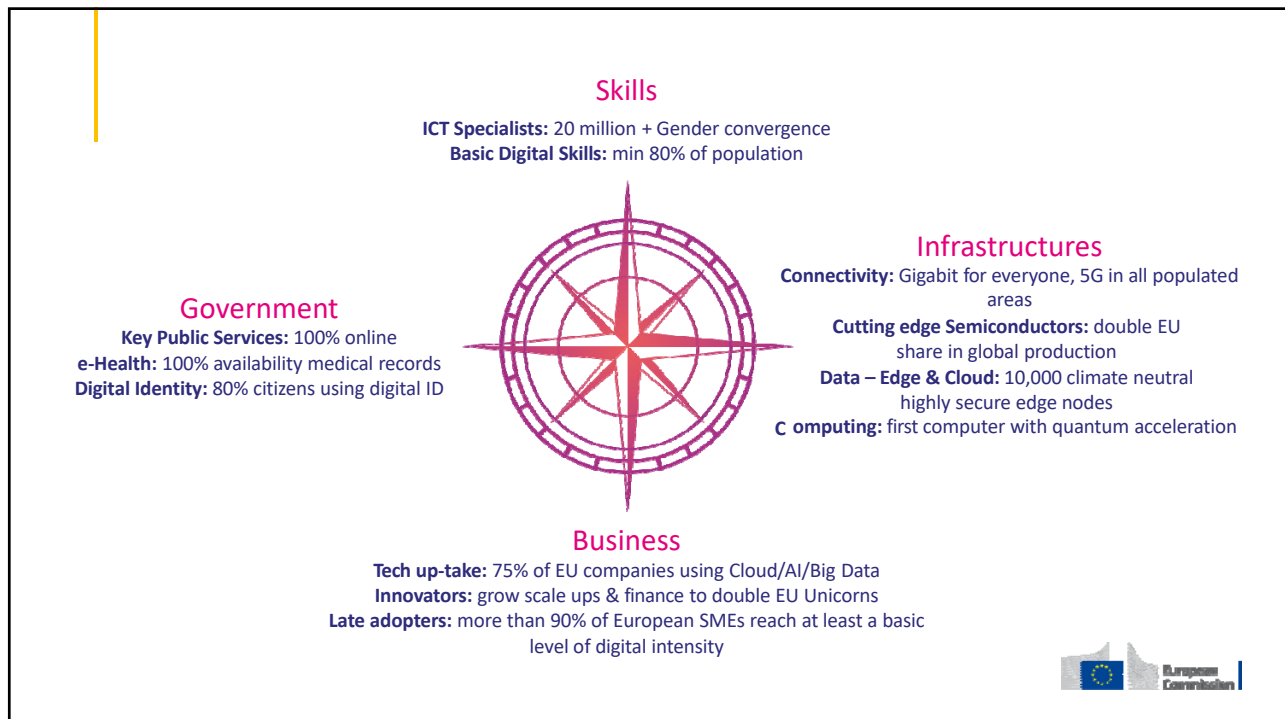 Skills
ICT Specialists: 20 million + Gender convergence
Basic Digital Skills: min 80% of population
Infrastructures
Connectivity: Gigabit for everyone, 5G in all populated
areas
Cutting edge Semiconductors: double EU
share in global production
Data – Edge & Cloud: 10,000 climate neutral
highly secure edge nodes
C omputing: first computer with quantum acceleration
Government
Key Public Services: 100% online
e-Health: 100% availability medical records
Digital Identity: 80% citizens using digital ID
Business
Tech up-take: 75% of EU companies using Cloud/AI/Big Data
Innovators: grow scale ups & finance to double EU Unicorns
Late adopters: more than 90% of European SMEs reach at least a basic
level of digital intensity
European
Commission